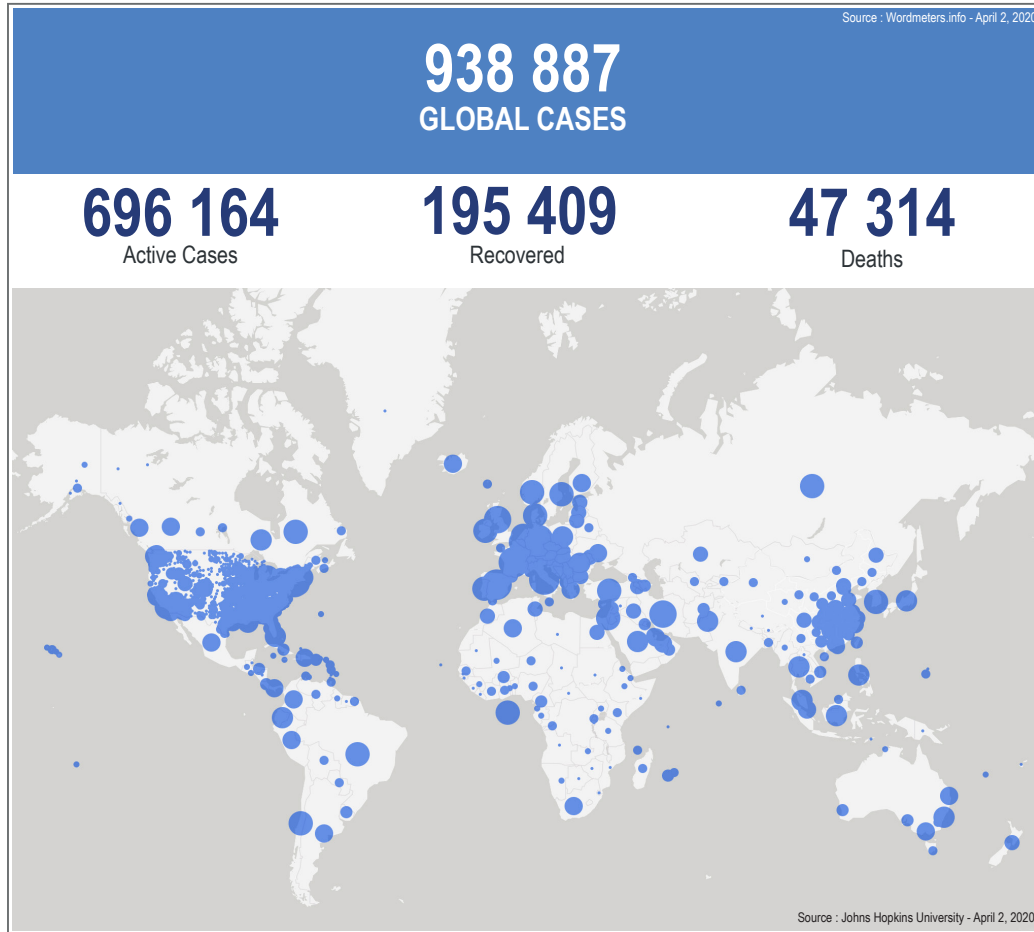 Source : Wordmeters.info - April 2, 2020
938 887
GLOBAL CASES
696 164
Active Cases
195 409
Recovered
47 314
Deaths
Source : Johns Hopkins University - April 2, 2020